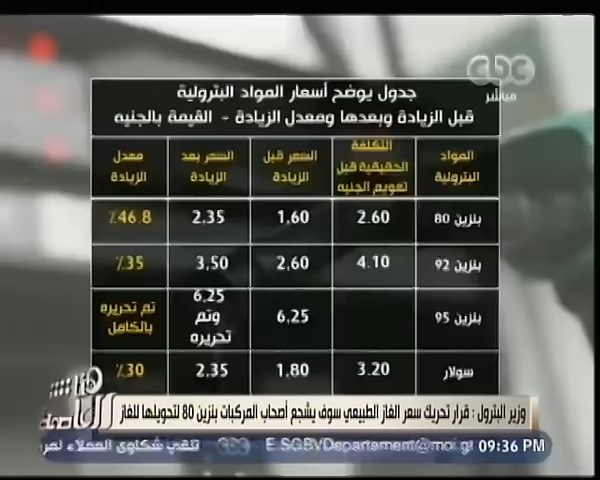 cbc
مباشر
جدول يوضح أسعار المواد البترولية
قبل الزيادة وبعدها ومعدل الزيادة - القيمة بالجنيه
المواد البترولية | التكلفة الحقيقية قبل تعويم الجنيه | السعر قبل الزيادة | السعر بعد الزيادة | معدل الزيادة
بنزين 80 | 2.60 | 1,60 | 2,35 | 46.8٪
بنزين 92 | 4.10 | 2,60 | 3,50 | 35٪
بنزين 95 | 6,25 | 6,25 وتم تحريره | تم تحريره بالكامل
سولار | 3.20 | 1,80 | 2,35 | 30٪
هنا العاصمة
وزير البترول : قرار تحريك سعر الغاز الطبيعي سوف يشجع أصحاب المركبات بنزين 80 لتحويلها للغاز
تلقي شكاوى العملاء cbc E SGBVDepartament@moi.g 09:36 PM